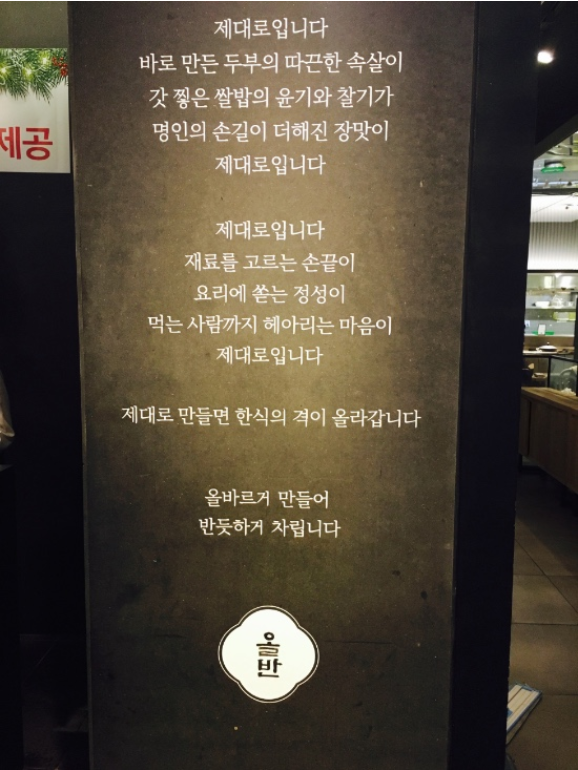 제대로입니다
바로 만든 두부의 따끈한 속살이
갓 찧은 쌀밥의 윤기와 찰기가
명인의 손길이 더해진 장맛이
제대로입니다
제대로입니다
재료를 고르는 손끝이
요리에 쏟는 정성이
먹는 사람까지 헤아리는 마음이
제대로입니다
제대로 만들면 한식의 격이 올라갑니다
올바르게 만들어
반듯하게 차립니다
올반
제공